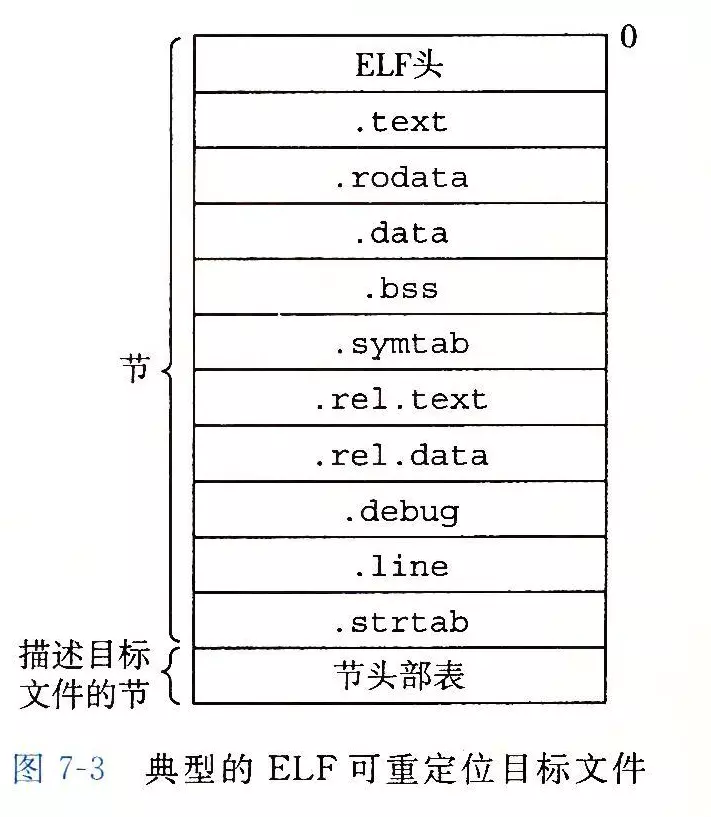 0
ELF头
.text
.rodata
.data
.bss
节
.symtab
.rel.text
.rel.data
.debug
.line
.strtab
描述目标
文件的节
节头部表
图 7-3 典型的 ELF 可重定位目标文件